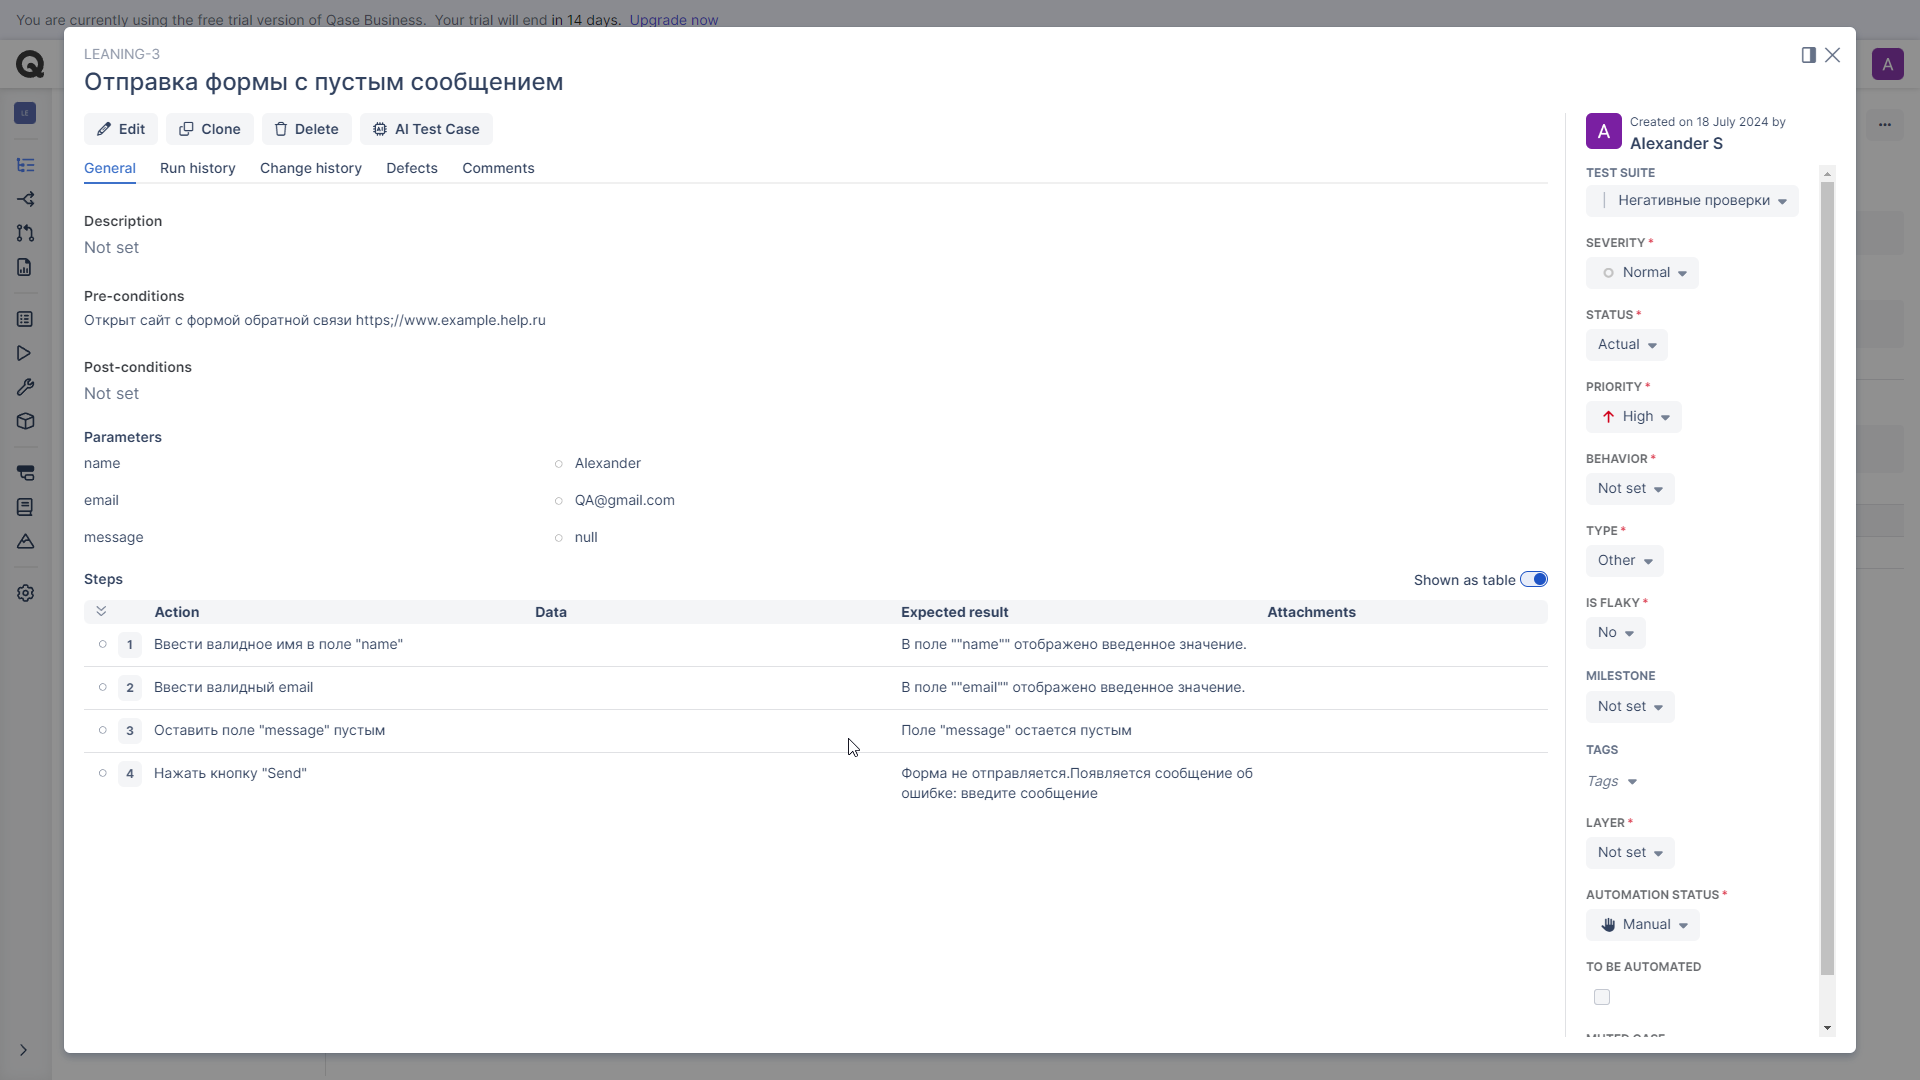 You are currently using the free trial version of Qase Business. Your trial will end in 14 days. Upgrade now
LEANING-3
Отправка формы с пустым сообщением
A
LE
Edit
Clone
Delete
AI Test Case
General
Run history
Change history
Defects
Comments
Description
Not set
Pre-conditions
Открыт сайт с формой обратной связи https;//www.example.help.ru
Post-conditions
Not set
Parameters
name
Alexander
email
QA@gmail.com
message
null
Steps
Shown as table
Action Data Expected result Attachments
1 Ввести валидное имя в поле "name" В поле ""name"" отображено введенное значение.
2 Ввести валидный email В поле ""email"" отображено введенное значение.
3 Оставить поле "message" пустым Поле "message" остается пустым
4 Нажать кнопку "Send" Форма не отправляется.Появляется сообщение об
ошибке: введите сообщение
A
Created on 18 July 2024 by
Alexander S
TEST SUITE
Негативные проверки
SEVERITY *
Normal
STATUS *
Actual
PRIORITY *
High
BEHAVIOR *
Not set
TYPE *
Other
IS FLAKY *
No
MILESTONE
Not set
TAGS
Tags
LAYER *
Not set
AUTOMATION STATUS *
Manual
TO BE AUTOMATED
MUTED CASE